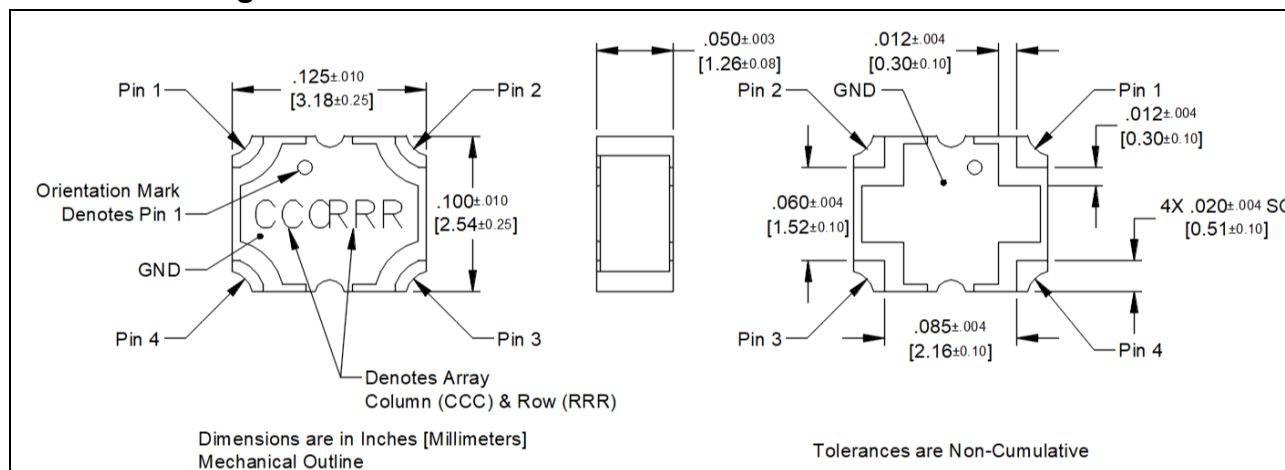 g
.125±.010
[3.18±0.25]
Pin 1
Pin 2
Orientation Mark
Denotes Pin 1
CCCRRR
.100±.010
[2.54±0.25]
GND
Pin 4
Pin 3
Denotes Array
Column (CCC) & Row (RRR)
Dimensions are in Inches [Millimeters]
Mechanical Outline
.050±.003
[1.26±0.08]
.012±.004
[0.30±0.10]
Pin 2
GND
Pin 1
.012±.004
[0.30±0.10]
.060±.004
[1.52±0.10]
4X .020±.004 SQ
[0.51±0.10]
Pin 3
.085±.004
[2.16±0.10]
Pin 4
Tolerances are Non-Cumulative